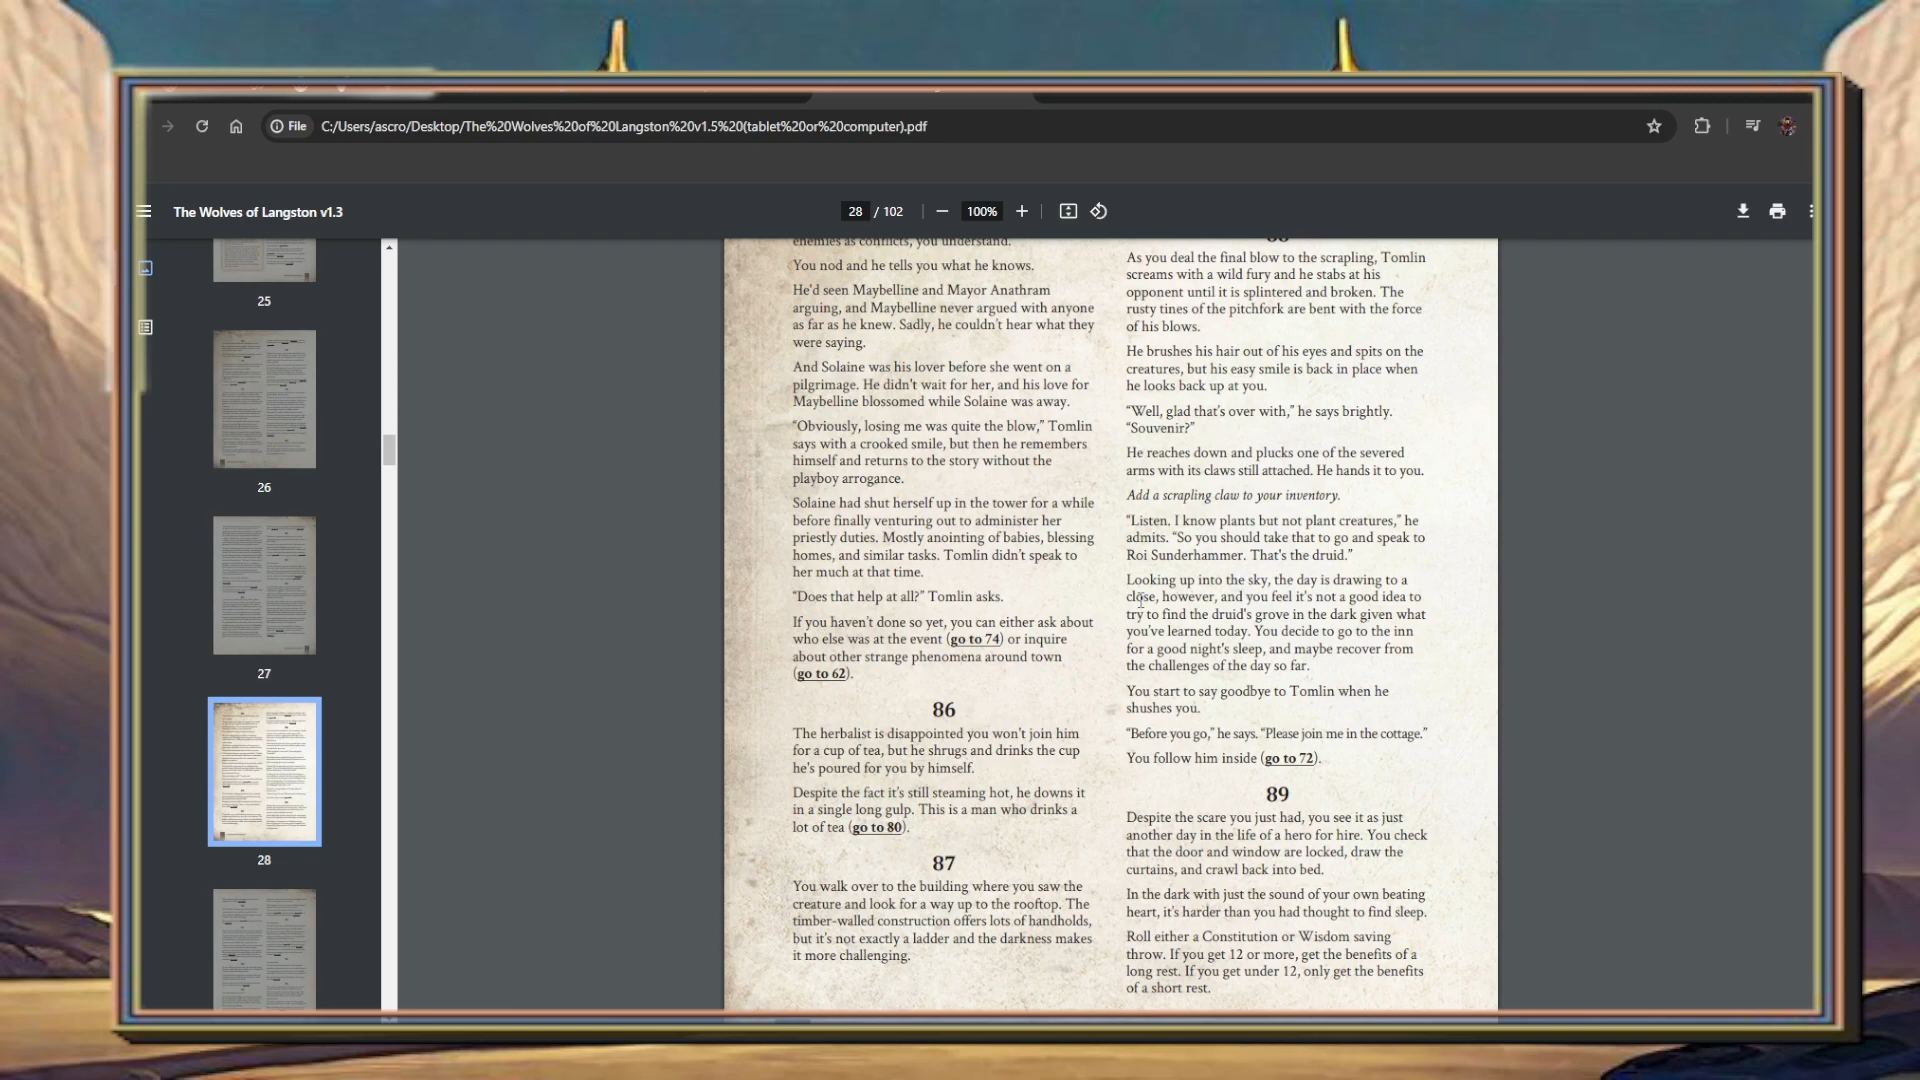 File
C:/Users/ascro/Desktop/The%20Wolves%20of%20Langston%20v1.5%20(tablet%20or%20computer).pdf
The Wolves of Langston v1.3
28 / 102
100%
25
26
27
28
enemies as conflicts, you understand.
You nod and he tells you what he knows.
He'd seen Maybelline and Mayor Anathram
arguing, and Maybelline never argued with anyone
as far as he knew. Sadly, he couldn't hear what they
were saying.
And Solaine was his lover before she went on a
pilgrimage. He didn't wait for her, and his love for
Maybelline blossomed while Solaine was away.
“Obviously, losing me was quite the blow,” Tomlin
says with a crooked smile, but then he remembers
himself and returns to the story without the
playboy arrogance.
Solaine had shut herself up in the tower for a while
before finally venturing out to administer her
priestly duties. Mostly anointing of babies, blessing
homes, and similar tasks. Tomlin didn't speak to
her much at that time.
“Does that help at all?” Tomlin asks.
If you haven't done so yet, you can either ask about
who else was at the event (go to 74) or inquire
about other strange phenomena around town
(go to 62).
86
The herbalist is disappointed you won't join him
for a cup of tea, but he shrugs and drinks the cup
he's poured for you by himself.
Despite the fact it's still steaming hot, he downs it
in a single long gulp. This is a man who drinks a
lot of tea (go to 80).
87
You walk over to the building where you saw the
creature and look for a way up to the rooftop. The
timber-walled construction offers lots of handholds,
but it's not exactly a ladder and the darkness makes
it more challenging.
As you deal the final blow to the scrapling, Tomlin
screams with a wild fury and he stabs at his
opponent until it is splintered and broken. The
rusty tines of the pitchfork are bent with the force
of his blows.
He brushes his hair out of his eyes and spits on the
creatures, but his easy smile is back in place when
he looks back up at you.
“Well, glad that's over with,” he says brightly.
“Souvenir?”
He reaches down and plucks one of the severed
arms with its claws still attached. He hands it to you.
Add a scrapling claw to your inventory.
“Listen. I know plants but not plant creatures,” he
admits. “So you should take that to go and speak to
Roi Sunderhammer. That's the druid.”
Looking up into the sky, the day is drawing to a
close, however, and you feel it's not a good idea to
try to find the druid's grove in the dark given what
you've learned today. You decide to go to the inn
for a good night's sleep, and maybe recover from
the challenges of the day so far.
You start to say goodbye to Tomlin when he
shushes you.
“Before you go,” he says. “Please join me in the cottage.”
You follow him inside (go to 72).
89
Despite the scare you just had, you see it as just
another day in the life of a hero for hire. You check
that the door and window are locked, draw the
curtains, and crawl back into bed.
In the dark with just the sound of your own beating
heart, it's harder than you had thought to find sleep.
Roll either a Constitution or Wisdom saving
throw. If you get 12 or more, get the benefits of a
long rest. If you get under 12, only get the benefits
of a short rest.